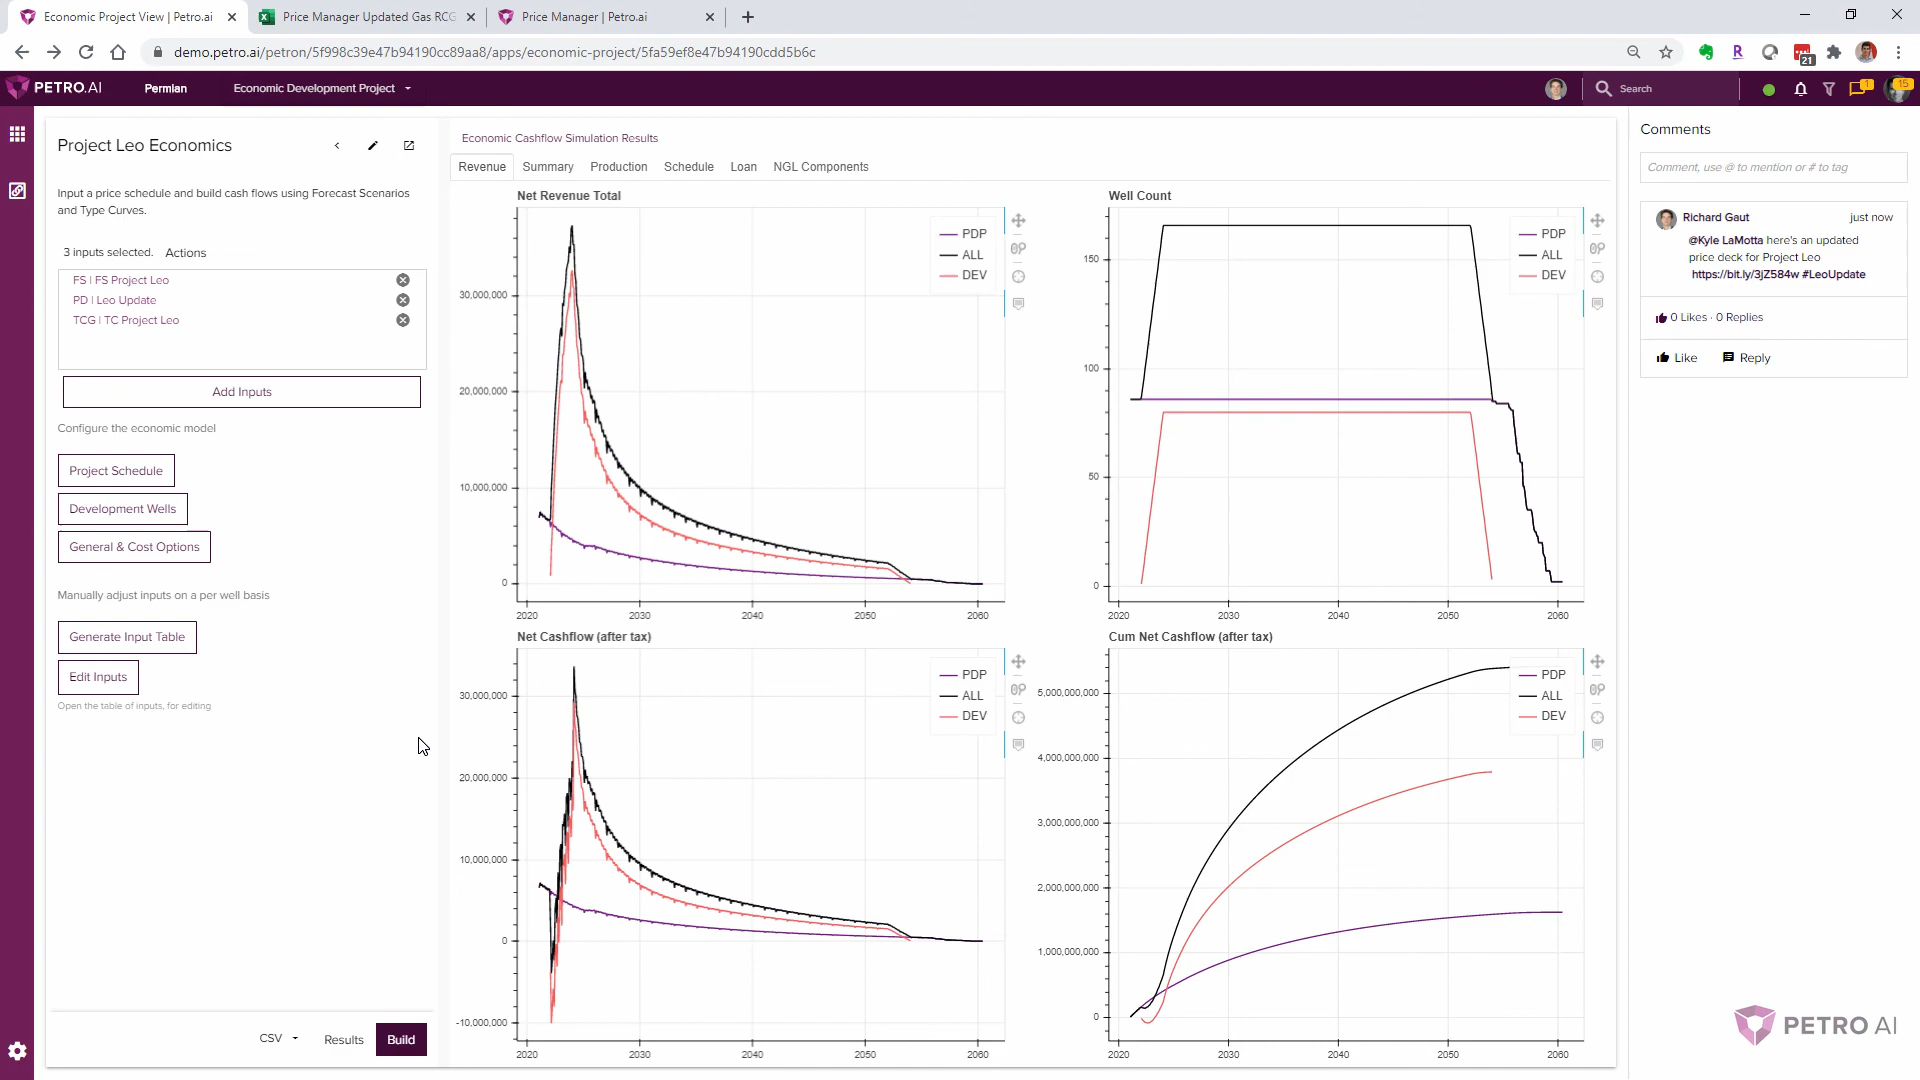 Economic Project View | Petro.ai
Price Manager Updated Gas RCG
Price Manager | Petro.ai
demo.petro.ai/petron/5f998c39e47b94190cc89aa8/apps/economic-project/5fa59ef8e47b94190cdd5b6c
R
21
PETRO.AI
Permian
Economic Development Project
Search
1
15
Project Leo Economics
Input a price schedule and build cash flows using Forecast Scenarios
and Type Curves.
3 inputs selected. Actions
FS | FS Project Leo
PD | Leo Update
TCG | TC Project Leo
Add Inputs
Configure the economic model
Project Schedule
Development Wells
General & Cost Options
Manually adjust inputs on a per well basis
Generate Input Table
Edit Inputs
Open the table of inputs, for editing
CSV
Results
Build
Economic Cashflow Simulation Results
Revenue
Summary
Production
Schedule
Loan
NGL Components
Net Revenue Total
PDP
ALL
DEV
30,000,000
20,000,000
10,000,000
0
2020
2030
2040
2050
2060
Well Count
PDP
ALL
DEV
150
100
50
0
2020
2030
2040
2050
2060
Net Cashflow (after tax)
PDP
ALL
DEV
30,000,000
20,000,000
10,000,000
0
-10,000,000
2020
2030
2040
2050
2060
Cum Net Cashflow (after tax)
PDP
ALL
DEV
5,000,000,000
4,000,000,000
3,000,000,000
2,000,000,000
1,000,000,000
0
2020
2030
2040
2050
2060
Comments
Comment, use @ to mention or # to tag
Richard Gaut
just now
@Kyle LaMotta here's an updated
price deck for Project Leo
https://bit.ly/3jZ584w #LeoUpdate
0 Likes · 0 Replies
Like
Reply
PETRO AI